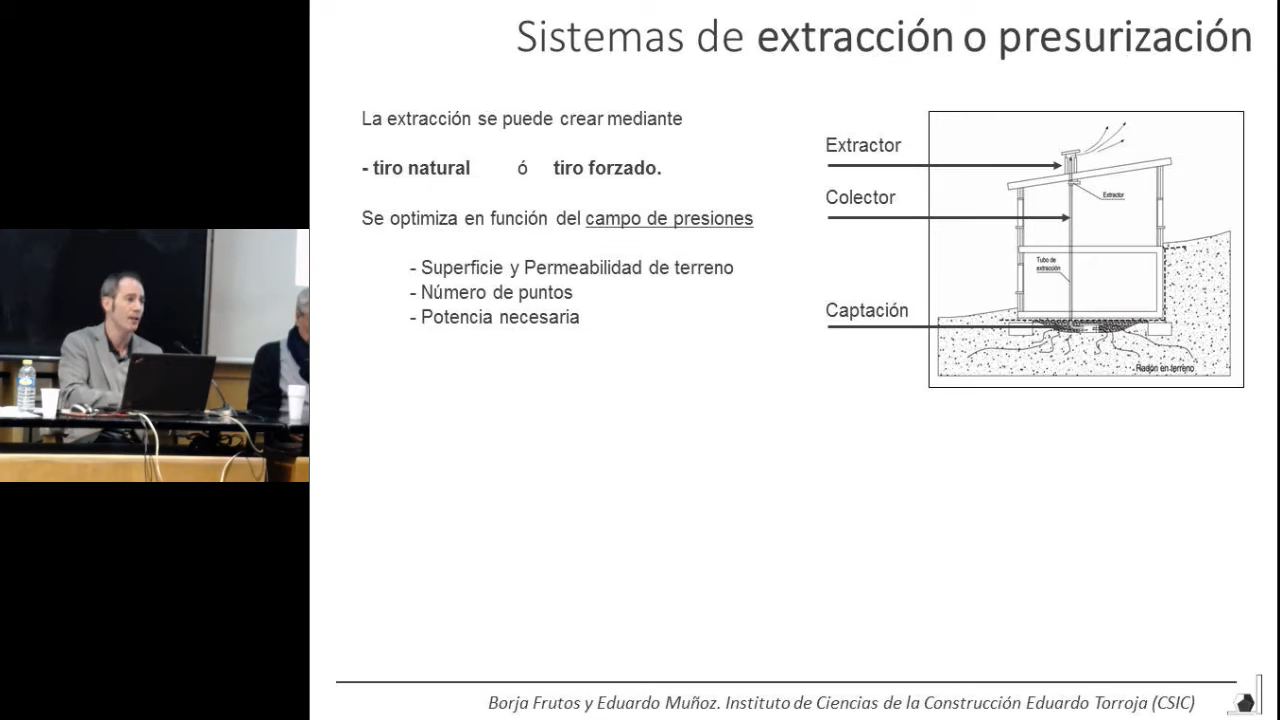 Sistemas de extracción o presurización
La extracción se puede crear mediante
- tiro natural ó tiro forzado.
Se optimiza en función del campo de presiones
- Superficie y Permeabilidad de terreno
- Número de puntos
- Potencia necesaria
Extractor
Colector
Captación
Extractor
Tubo de
extracción
Radón en terreno
Borja Frutos y Eduardo Muñoz. Instituto de Ciencias de la Construcción Eduardo Torroja (CSIC)